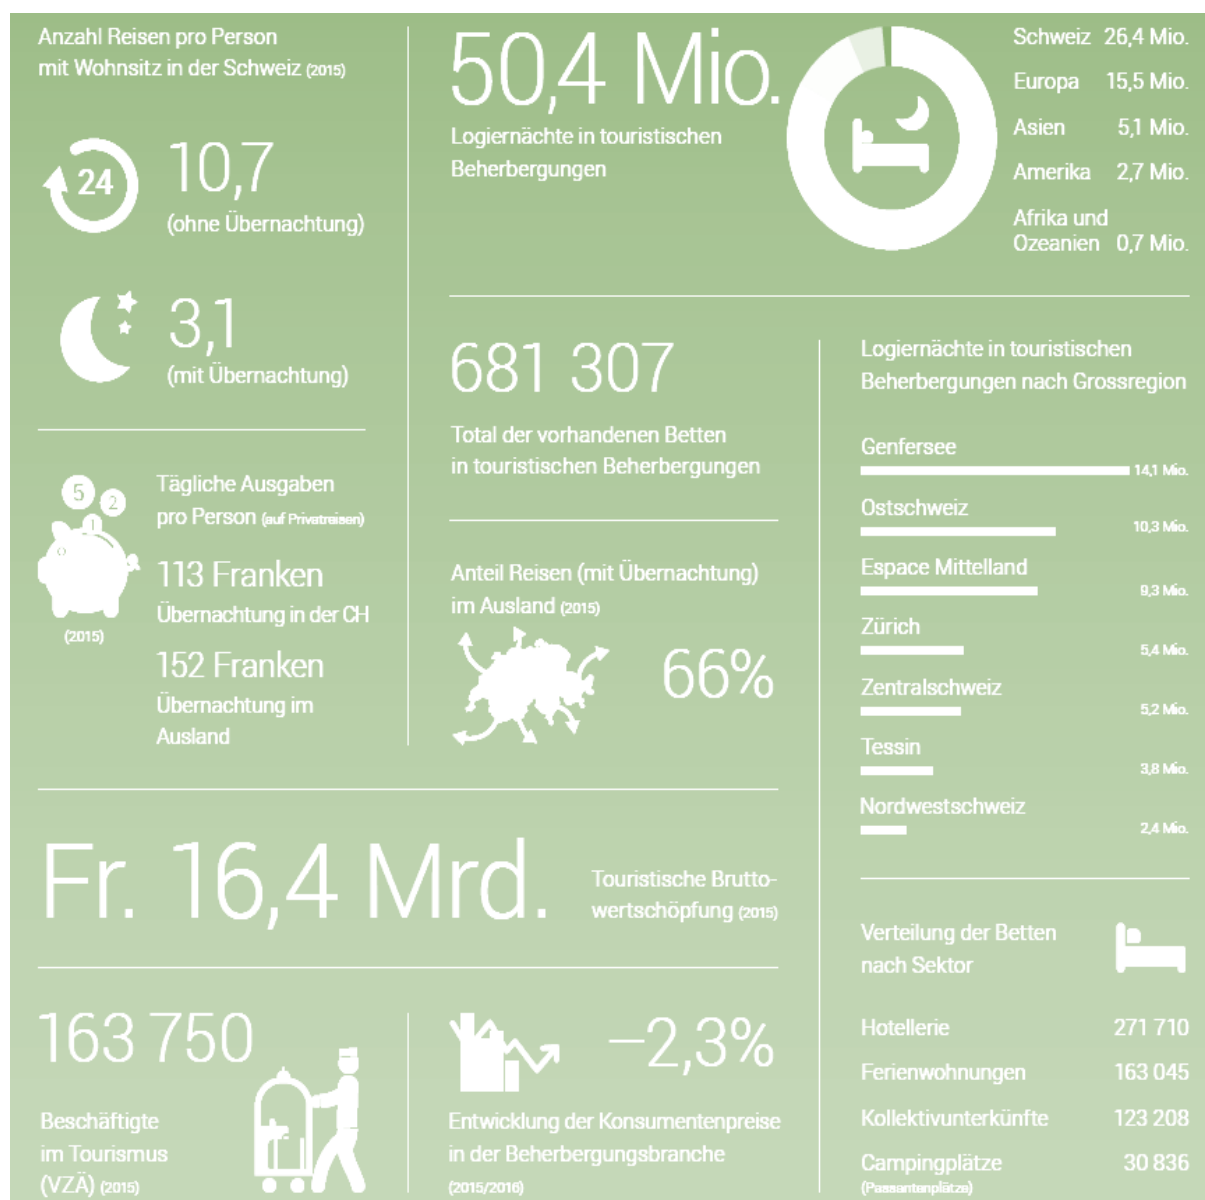 Anzahl Reisen pro Person
mit Wohnsitz in der Schweiz (2015)
24
10,7
(ohne Übernachtung)
3,1
(mit Übernachtung)
5
2
1
(2015)
Tägliche Ausgaben
pro Person (auf Privatreisen)
113 Franken
Übernachtung in der CH
152 Franken
Übernachtung im
Ausland
50,4 Mio.
Logiernächte in touristischen
Beherbergungen
Schweiz 26,4 Mio.
Europa 15,5 Mio.
Asien 5,1 Mio.
Amerika 2,7 Mio.
Afrika und
Ozeanien 0,7 Mio.
681 307
Total der vorhandenen Betten
in touristischen Beherbergungen
Anteil Reisen (mit Übernachtung)
im Ausland (2015)
66%
Logiernächte in touristischen
Beherbergungen nach Grossregion
Genfersee
14,1 Mio.
Ostschweiz
10,3 Mio.
Espace Mittelland
9,3 Mio.
Zürich
5,4 Mio.
Zentralschweiz
5,2 Mio.
Tessin
3,8 Mio.
Nordwestschweiz
2,4 Mio.
Fr. 16,4 Mrd.
Touristische Brutto-
wertschöpfung (2015)
163 750
Beschäftigte
im Tourismus
(VZÄ) (2015)
–2,3%
Entwicklung der Konsumentenpreise
in der Beherbergungsbranche
(2015/2016)
Verteilung der Betten
nach Sektor
Hotellerie 271 710
Ferienwohnungen 163 045
Kollektivunterkünfte 123 208
Campingplätze 30 836
(Passantenplätze)